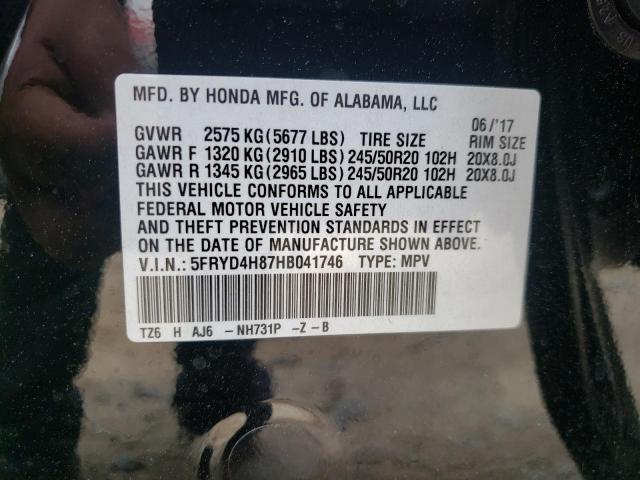 MFD. BY HONDA MFG. OF ALABAMA, LLC
06/'17
GVWR 2575 KG(5677 LBS) TIRE SIZE RIM SIZE
GAWR F 1320 KG(2910 LBS)245/50R20 102H 20X8.0J
GAWR R 1345 KG(2965 LBS)245/50R20 102H 20X8.0J
THIS VEHICLE CONFORMS TO ALL APPLICABLE
FEDERAL MOTOR VEHICLE SAFETY
AND THEFT PREVENTION STANDARDS IN EFFECT
ON THE DATE OF MANUFACTURE SHOWN ABOVE.
V.I.N.: 5FRYD4H87HB041746 TYPE: MPV
TZ6 H AJ6 -NH731P -Z-B